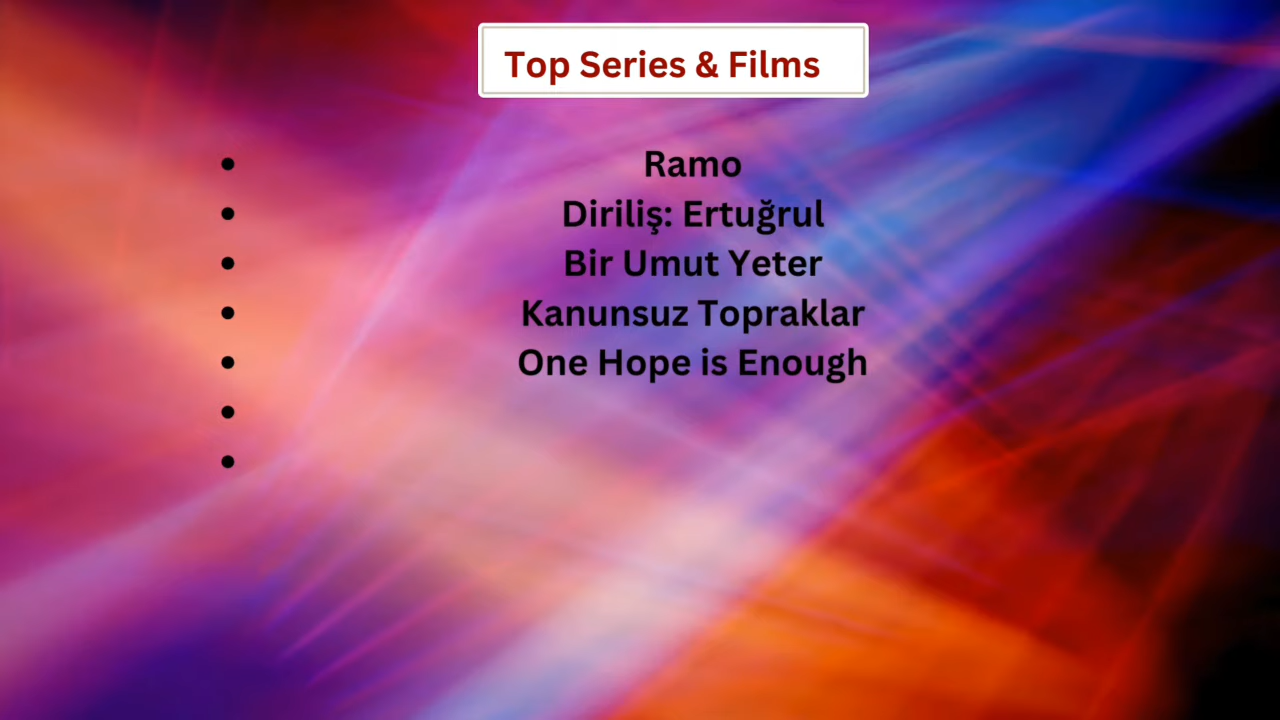 Top Series & Films
• Ramo
• Diriliş: Ertuğrul
• Bir Umut Yeter
• Kanunsuz Topraklar
• One Hope is Enough
•
•